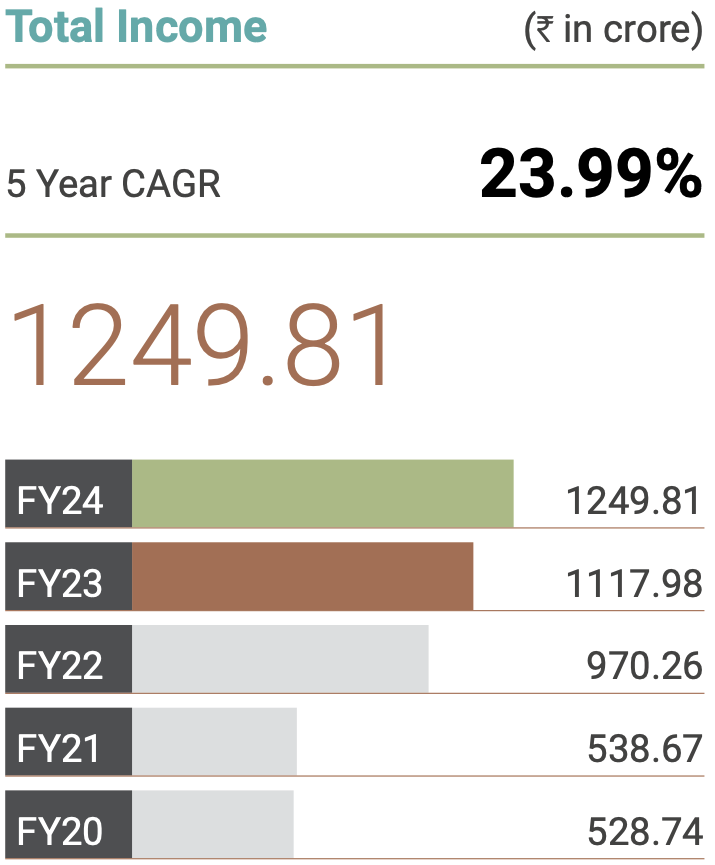 Total Income (₹ in crore)
5 Year CAGR 23.99%
1249.81
FY24 1249.81
FY23 1117.98
FY22 970.26
FY21 538.67
FY20 528.74